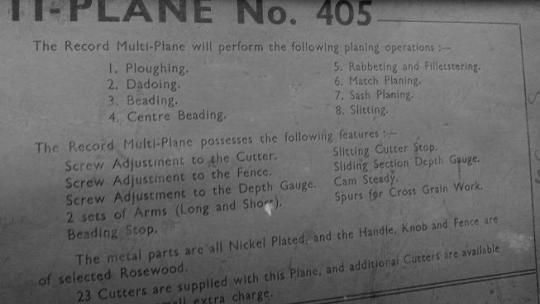 TI-PLANE No. 405
The Record Multi-Plane will perform the following planing operations :—
1. Ploughing.
2. Dadoing.
3. Beading.
4. Centre Beading.
5. Rabbeting and Filletstering.
6. Match Planing.
7. Sash Planing.
8. Slitting.
The Record Multi-Plane possesses the following features :—
Screw Adjustment to the Cutter.
Screw Adjustment to the Fence.
Screw Adjustment to the Depth Gauge.
2 sets of Arms (Long and Short).
Beading Stop.
Slitting Cutter Stop.
Sliding Section Depth Gauge.
Cam Steady.
Spurs for Cross Grain Work.
The metal parts are all Nickel Plated, and the Handle, Knob and Fence are
of selected Rosewood.
23 Cutters are supplied with this Plane, and additional Cutters are available
extra charge.